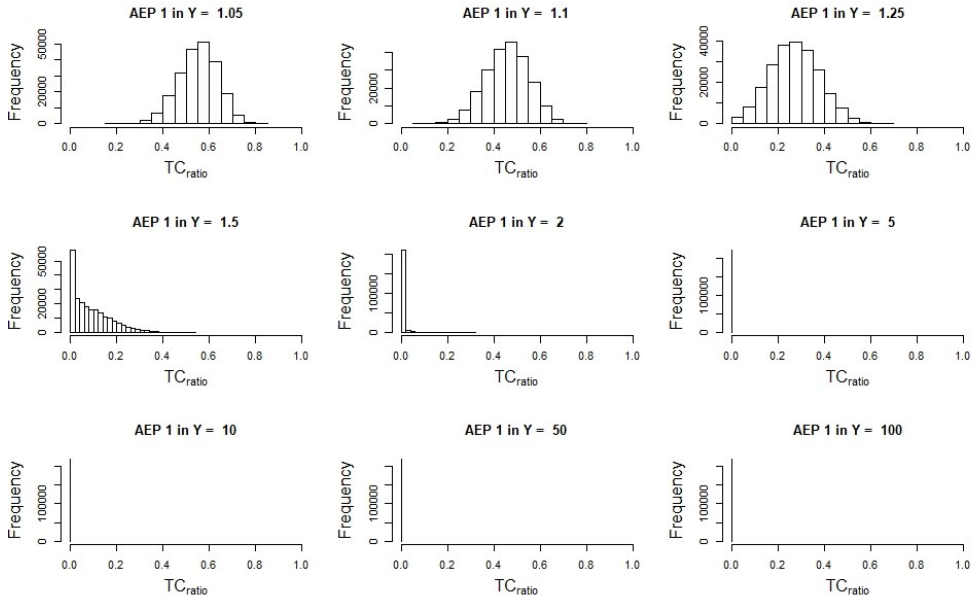 AEP 1 in Y = 1.05
Frequency
0 20000 50000
0.0 0.2 0.4 0.6 0.8 1.0
TCratio
AEP 1 in Y = 1.1
Frequency
0 20000
0.0 0.2 0.4 0.6 0.8 1.0
TCratio
AEP 1 in Y = 1.25
Frequency
0 20000 40000
0.0 0.2 0.4 0.6 0.8 1.0
TCratio
AEP 1 in Y = 1.5
Frequency
0 20000 50000
0.0 0.2 0.4 0.6 0.8 1.0
TCratio
AEP 1 in Y = 2
Frequency
0 100000
0.0 0.2 0.4 0.6 0.8 1.0
TCratio
AEP 1 in Y = 5
Frequency
0 100000
0.0 0.2 0.4 0.6 0.8 1.0
TCratio
AEP 1 in Y = 10
Frequency
0 100000
0.0 0.2 0.4 0.6 0.8 1.0
TCratio
AEP 1 in Y = 50
Frequency
0 100000
0.0 0.2 0.4 0.6 0.8 1.0
TCratio
AEP 1 in Y = 100
Frequency
0 100000
0.0 0.2 0.4 0.6 0.8 1.0
TCratio